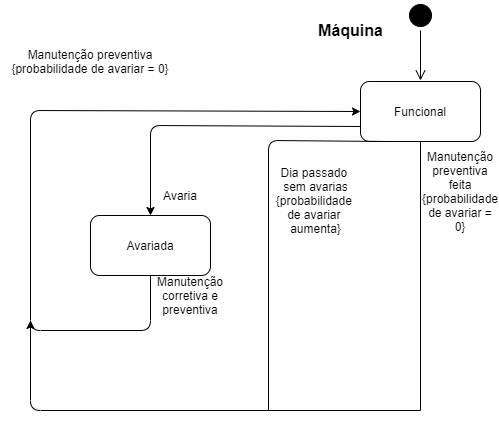 Máquina
Manutenção preventiva
{probabilidade de avariar = 0}
Funcional
Manutenção
preventiva
feita
{probabilidade
de avariar =
0}
Dia passado
sem avarias
{probabilidade
de avariar
aumenta}
Avaria
Avariada
Manutenção
corretiva e
preventiva